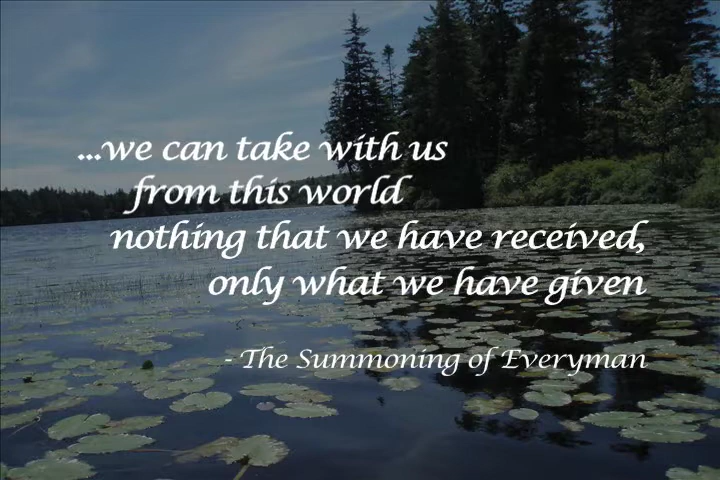 ...we can take with us
from this world
nothing that we have received,
only what we have given
- The Summoning of Everyman